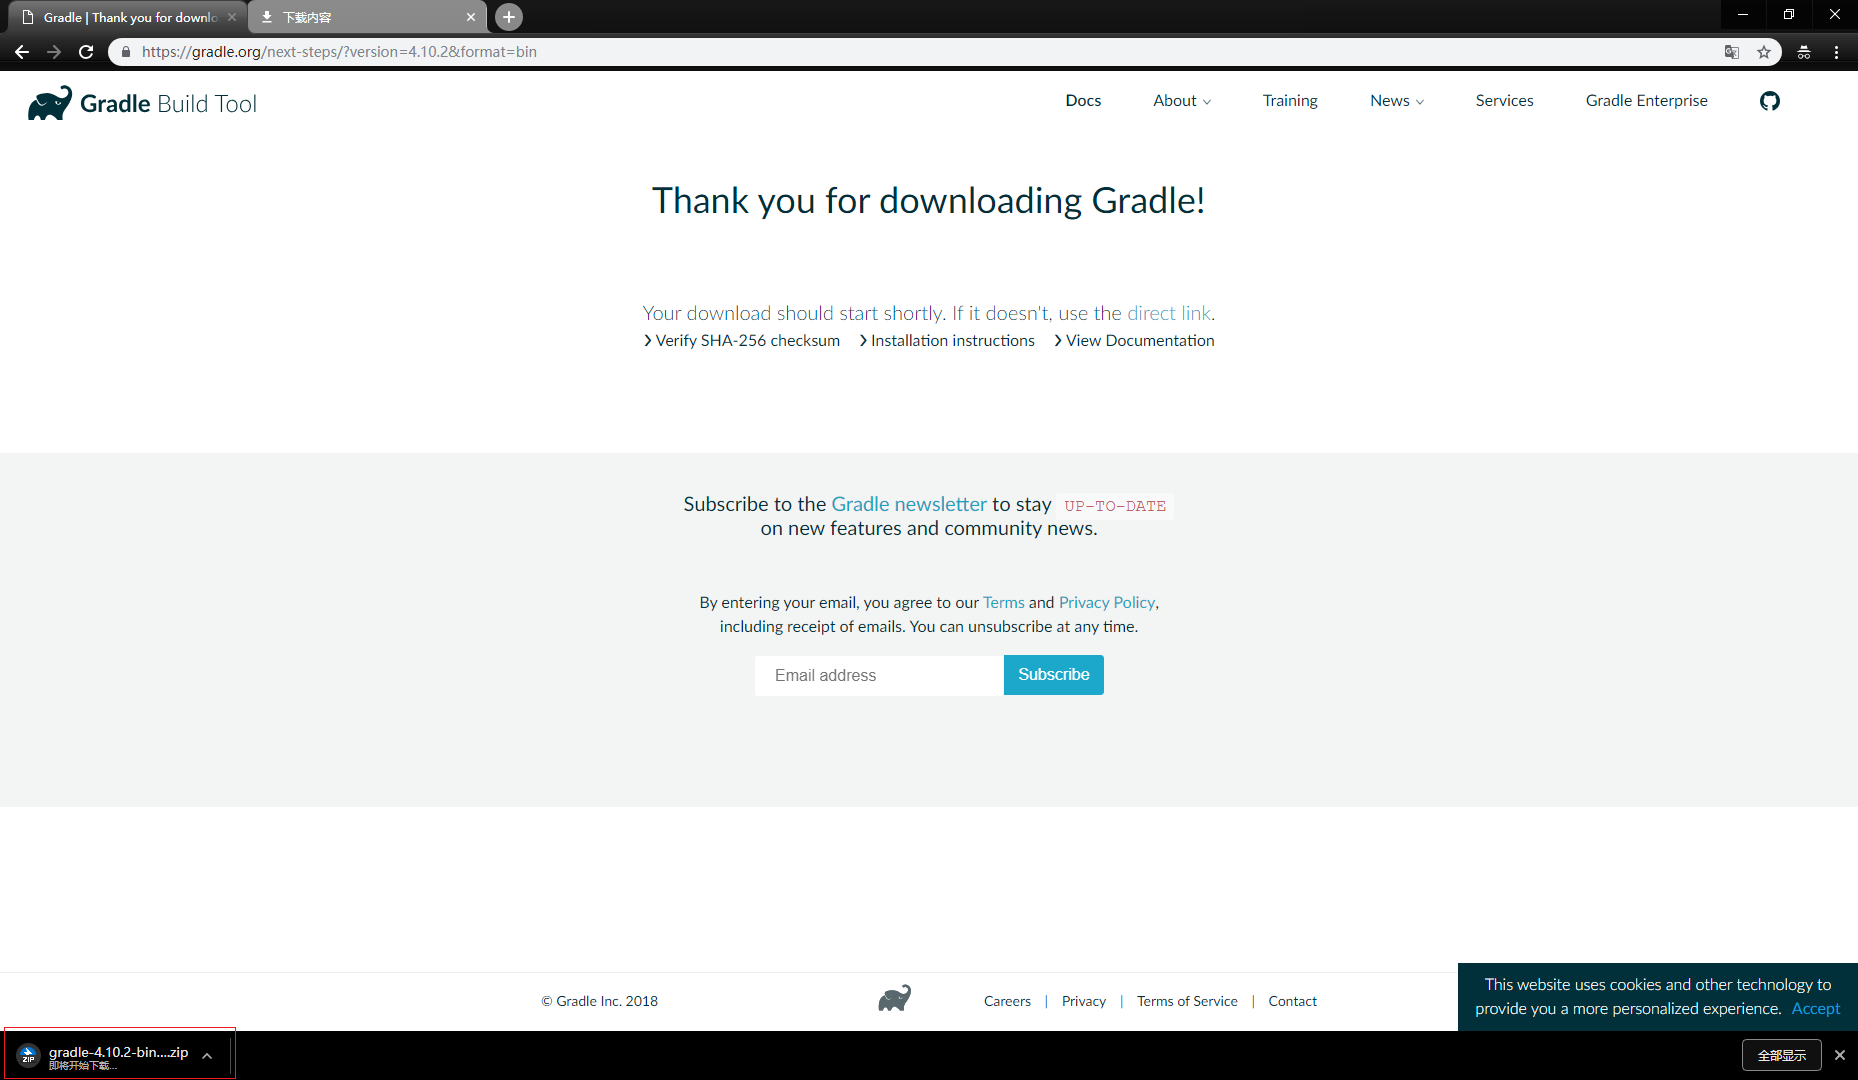 Gradle | Thank you for downlo
下载内容
https://gradle.org/next-steps/?version=4.10.2&format=bin
Gradle Build Tool
Docs
About
Training
News
Services
Gradle Enterprise
Thank you for downloading Gradle!
Your download should start shortly. If it doesn't, use the direct link.
Verify SHA-256 checksum
Installation instructions
View Documentation
Subscribe to the Gradle newsletter to stay UP-TO-DATE
on new features and community news.
By entering your email, you agree to our Terms and Privacy Policy,
including receipt of emails. You can unsubscribe at any time.
Email address
Subscribe
© Gradle Inc. 2018
Careers | Privacy | Terms of Service | Contact
This website uses cookies and other technology to
provide you a more personalized experience. Accept
ZIP
gradle-4.10.2-bin....zip
即将开始下载...
全部显示